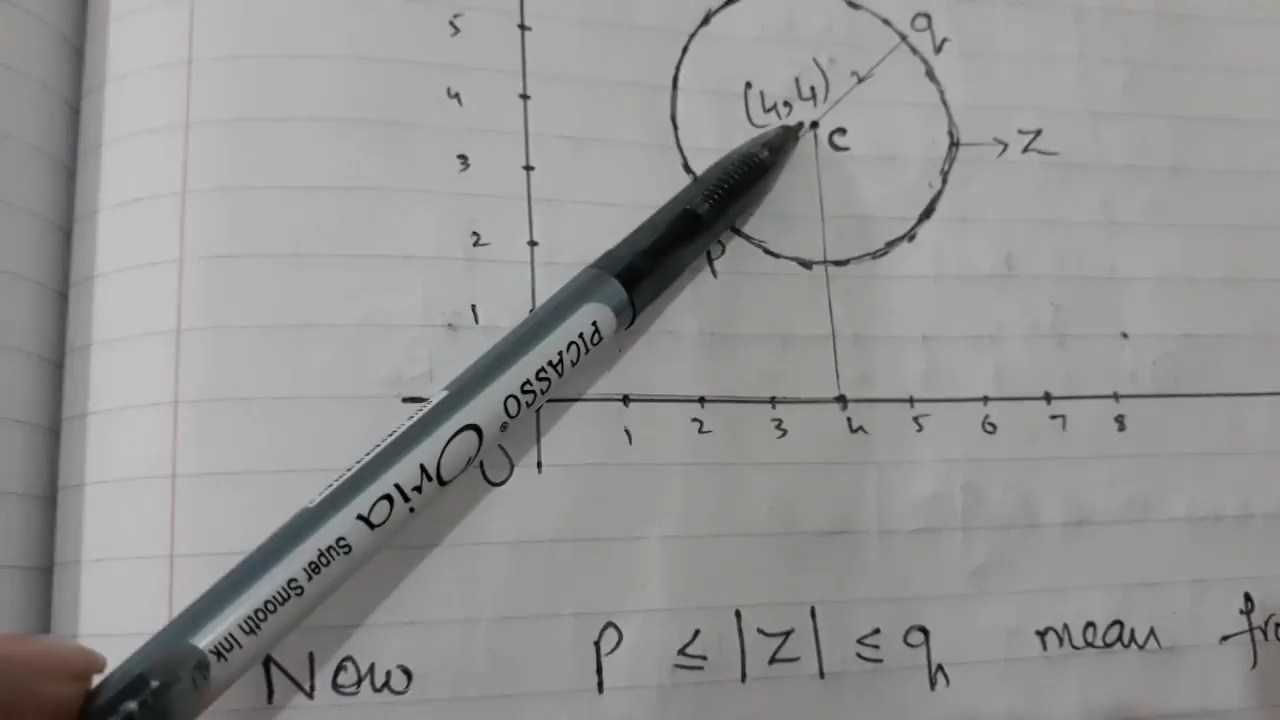 5
q
4
(4,4)
c
Z
3
2
p
1
1 2 3 4 5 6 7 8
PICASSO
Ovia Super Smooth Ink
Now p ≤ |Z| ≤ q mean fro